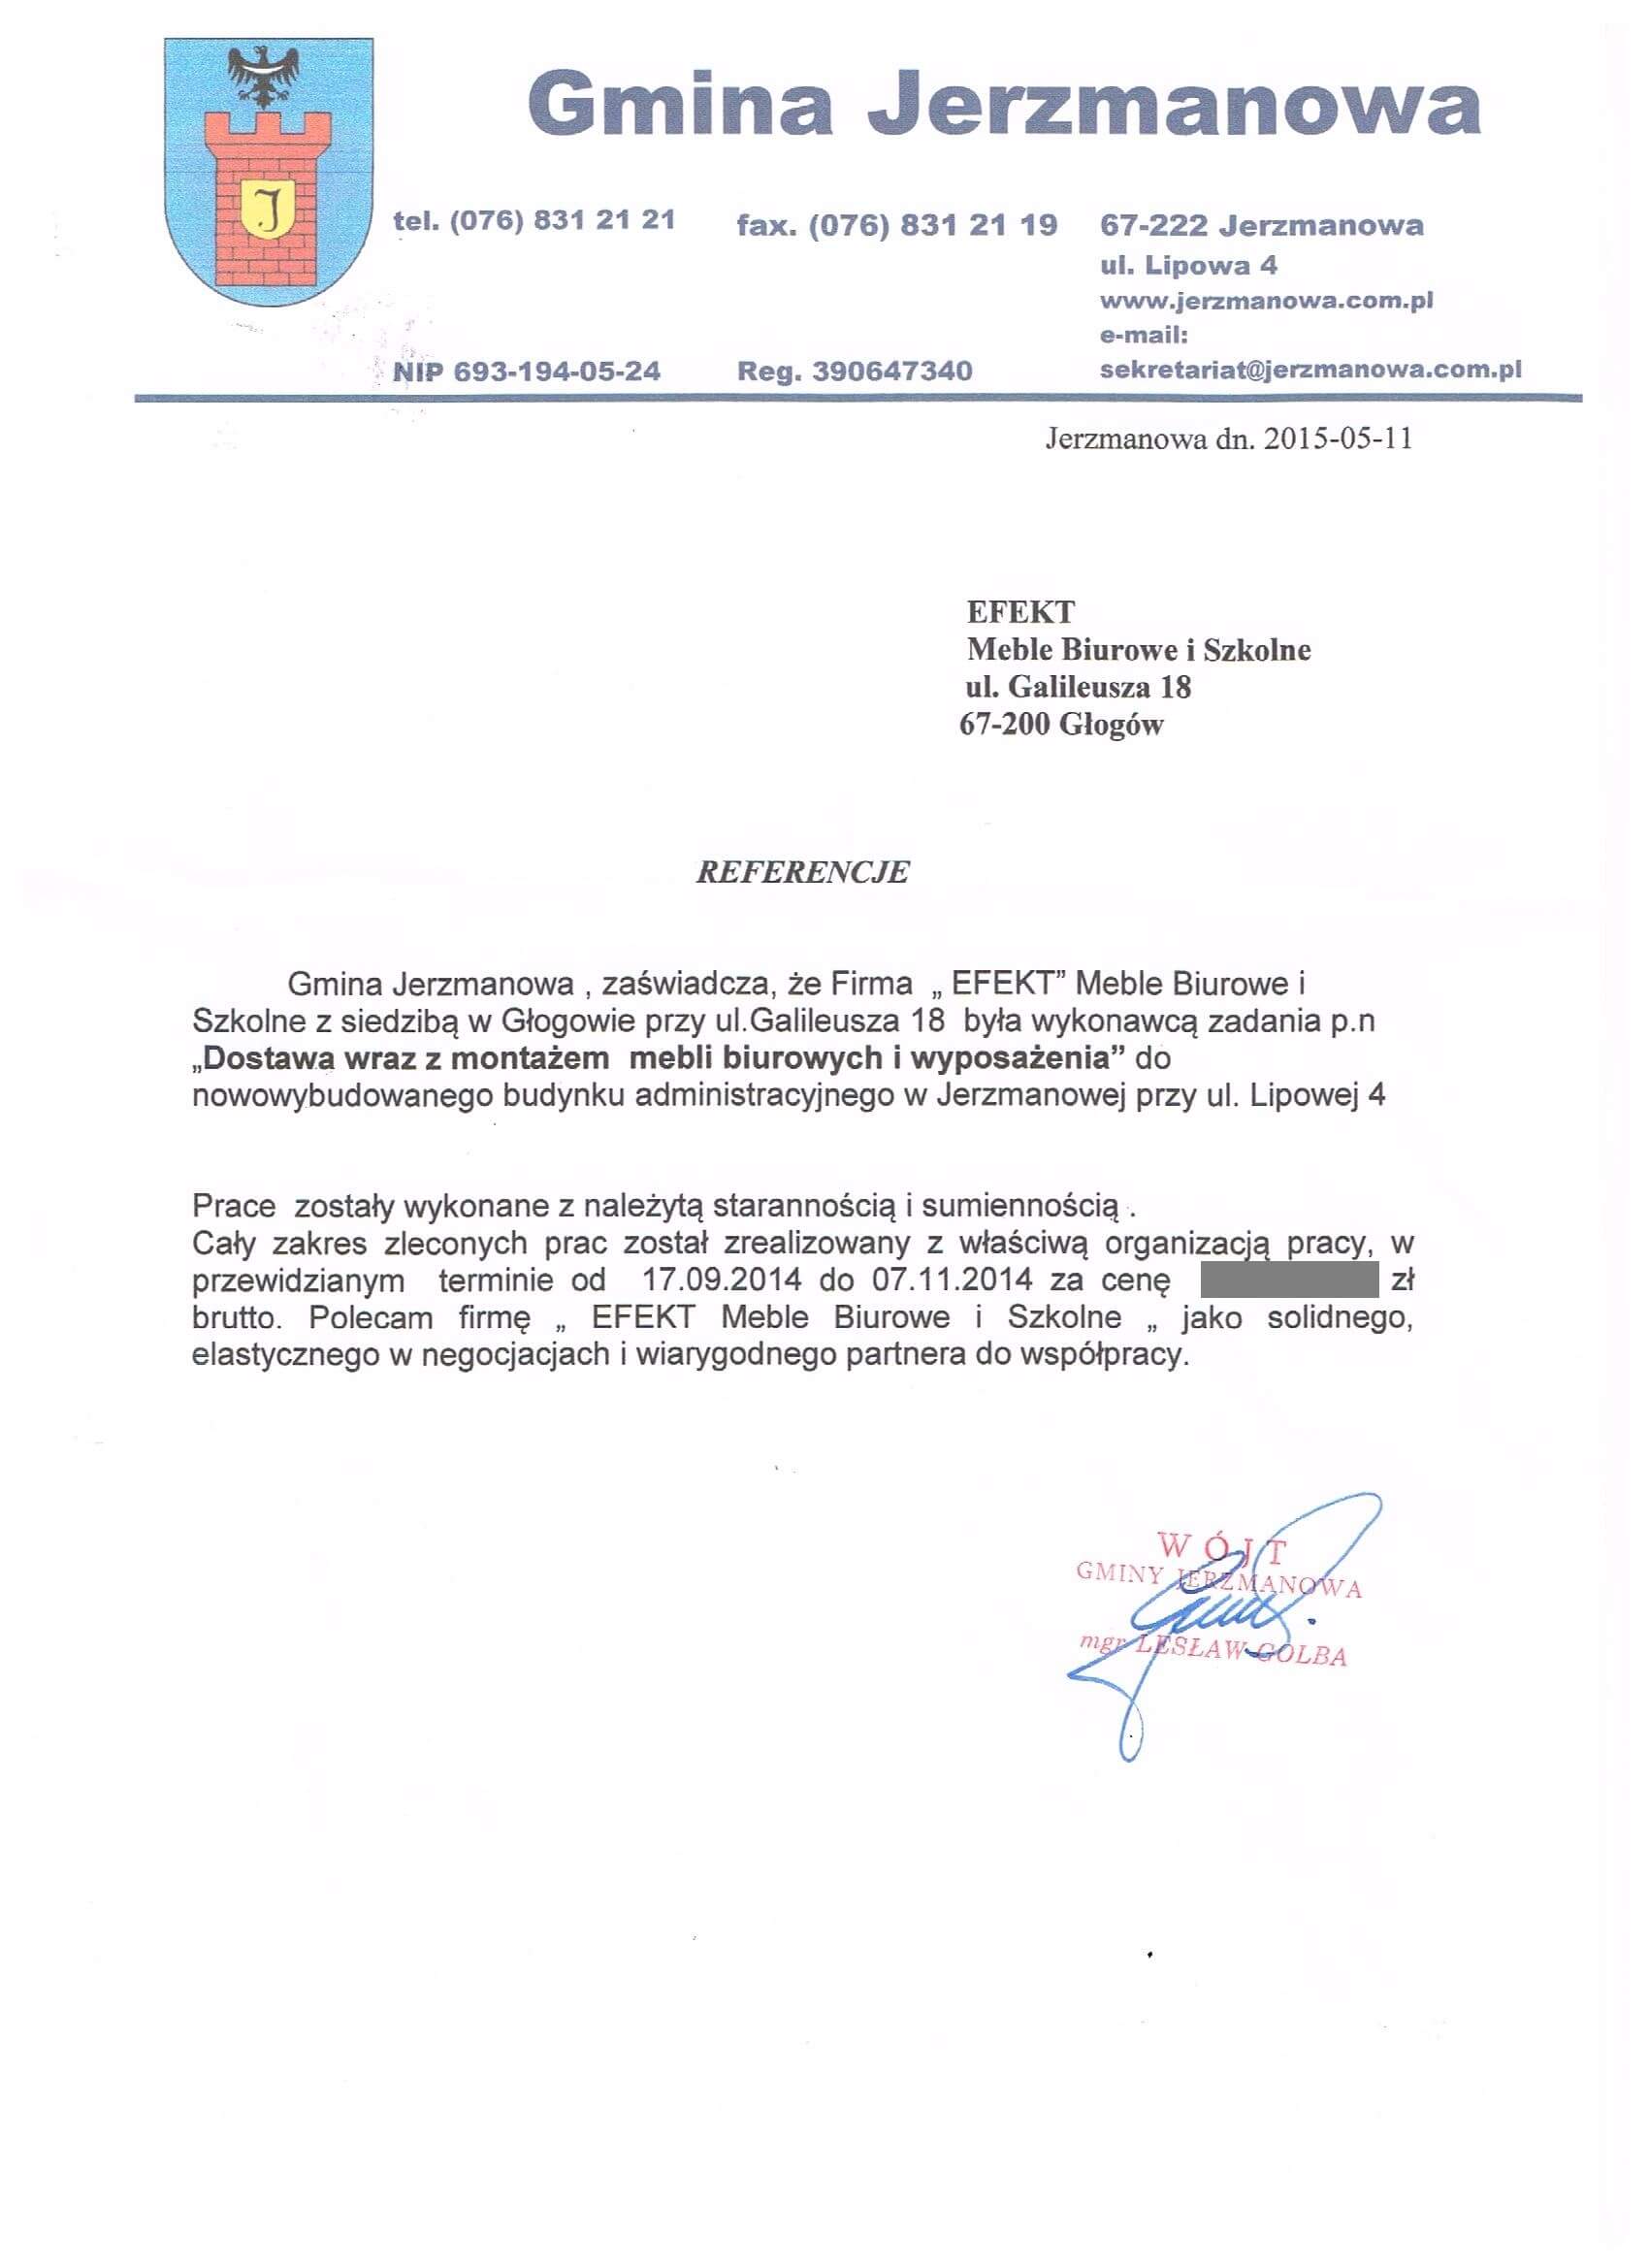 Gmina Jerzmanowa
J
tel. (076) 831 21 21 fax. (076) 831 21 19 67-222 Jerzmanowa
ul. Lipowa 4
www.jerzmanowa.com.pl
e-mail:
NIP 693-194-05-24 Reg. 390647340 sekretariat@jerzmanowa.com.pl
Jerzmanowa dn. 2015-05-11
EFEKT
Meble Biurowe i Szkolne
ul. Galileusza 18
67-200 Głogów
REFERENCJE
Gmina Jerzmanowa , zaświadcza, że Firma „ EFEKT” Meble Biurowe i
Szkolne z siedzibą w Głogowie przy ul.Galileusza 18 była wykonawcą zadania p.n
„Dostawa wraz z montażem mebli biurowych i wyposażenia” do
nowowybudowanego budynku administracyjnego w Jerzmanowej przy ul. Lipowej 4
Prace zostały wykonane z należytą starannością i sumiennością .
Cały zakres zleconych prac został zrealizowany z właściwą organizacją pracy, w
przewidzianym terminie od 17.09.2014 do 07.11.2014 za cenę zł
brutto. Polecam firmę „ EFEKT Meble Biurowe i Szkolne „ jako solidnego,
elastycznego w negocjacjach i wiarygodnego partnera do współpracy.
WÓJT
GMINY JERZMANOWA
mgr LESŁAW GOLBA